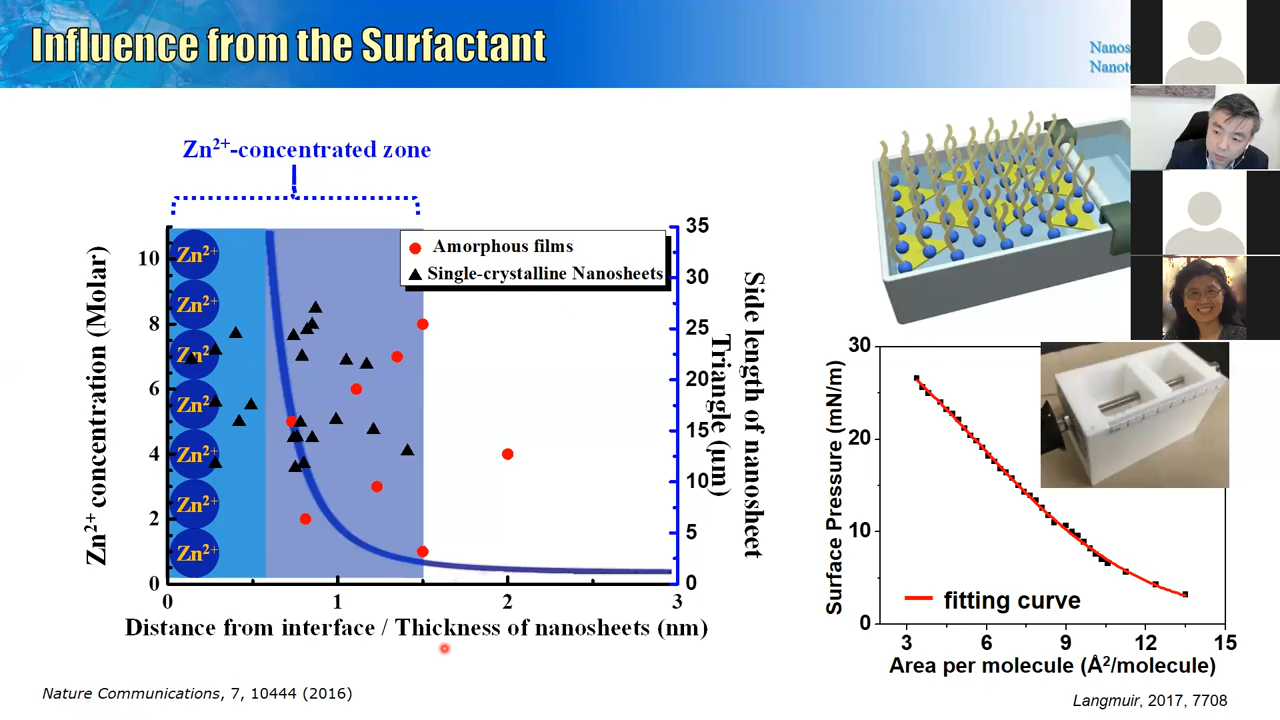 Influence from the Surfactant
Zn²⁺-concentrated zone
Amorphous films
Single-crystalline Nanosheets
Zn²⁺ concentration (Molar)
10
8
6
4
2
0
Zn²⁺
Zn²⁺
Zn²
Zn²
Zn²
Zn²⁺
Zn²⁺
35
30
25
20
15
10
5
0
Side length of nanosheet
Triangle (μm)
0
1
2
3
Distance from interface / Thickness of nanosheets (nm)
Nature Communications, 7, 10444 (2016)
30
20
10
0
Surface Pressure (mN/m)
fitting curve
3
6
9
12
15
Area per molecule (Å²/molecule)
Langmuir, 2017, 7708